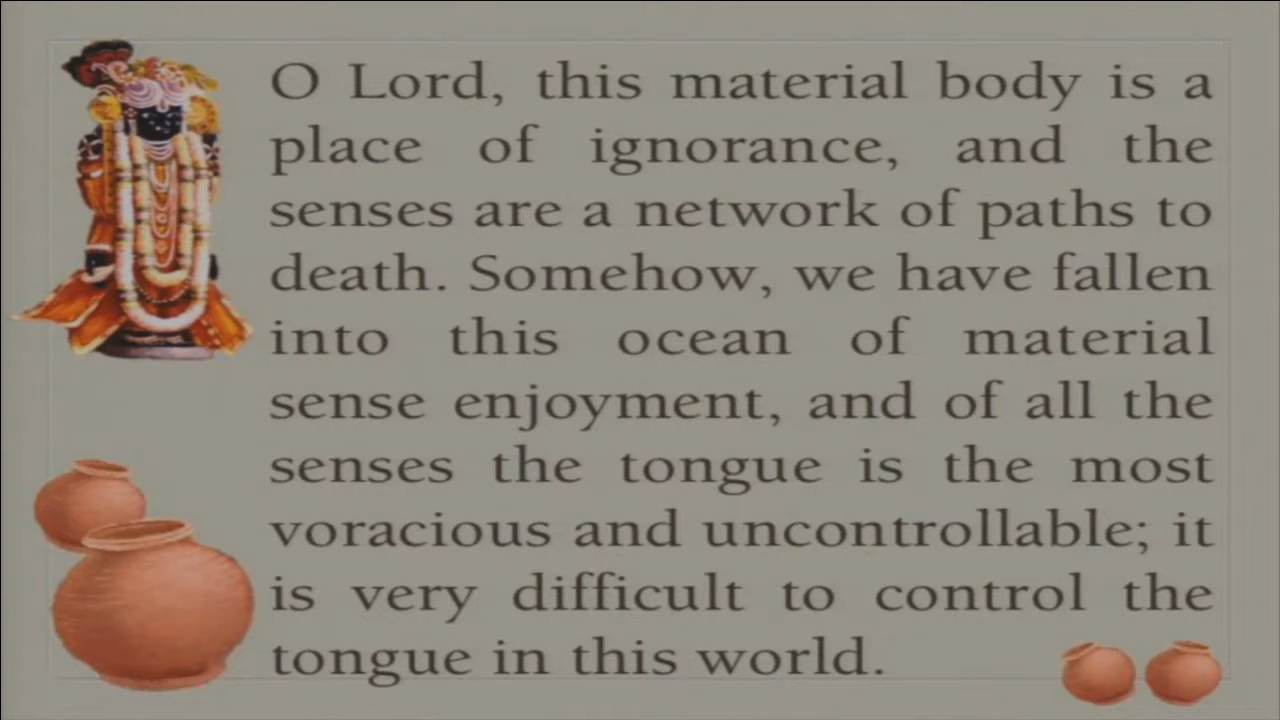 O Lord, this material body is a
place of ignorance, and the
senses are a network of paths to
death. Somehow, we have fallen
into this ocean of material
sense enjoyment, and of all the
senses the tongue is the most
voracious and uncontrollable; it
is very difficult to control the
tongue in this world.